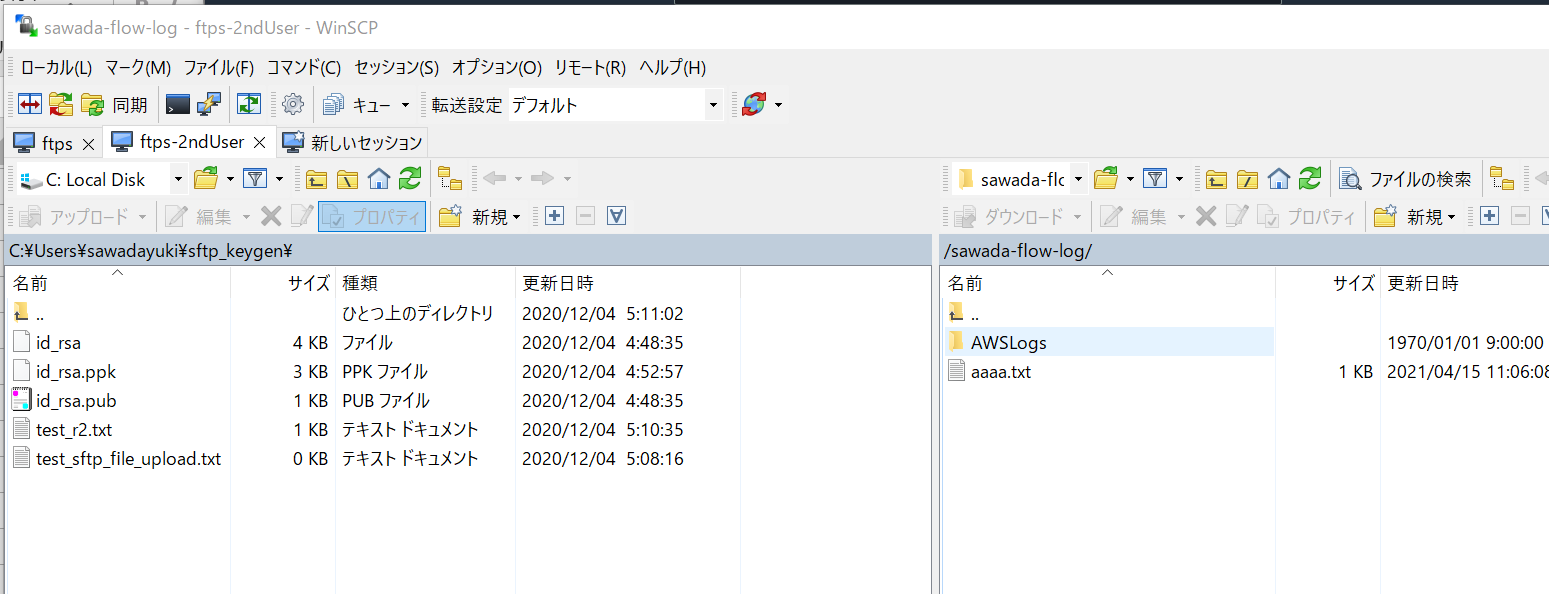 sawada-flow-log - ftps-2ndUser - WinSCP
ローカル(L) マーク(M) ファイル(F) コマンド(C) セッション(S) オプション(O) リモート(R) ヘルプ(H)
同期 キュー 転送設定 デフォルト
ftps ftps-2ndUser 新しいセッション
C: Local Disk sawada-flc ファイルの検索
アップロード 編集 プロパティ 新規 ダウンロード 編集 プロパティ 新規
C:¥Users¥sawadayuki¥sftp_keygen¥ /sawada-flow-log/
名前 サイズ 種類 更新日時 名前 サイズ 更新日時
.. ひとつ上のディレクトリ 2020/12/04 5:11:02 ..
id_rsa 4 KB ファイル 2020/12/04 4:48:35 AWSLogs 1970/01/01 9:00:00
id_rsa.ppk 3 KB PPK ファイル 2020/12/04 4:52:57 aaaa.txt 1 KB 2021/04/15 11:06:08
id_rsa.pub 1 KB PUB ファイル 2020/12/04 4:48:35
test_r2.txt 1 KB テキスト ドキュメント 2020/12/04 5:10:35
test_sftp_file_upload.txt 0 KB テキスト ドキュメント 2020/12/04 5:08:16